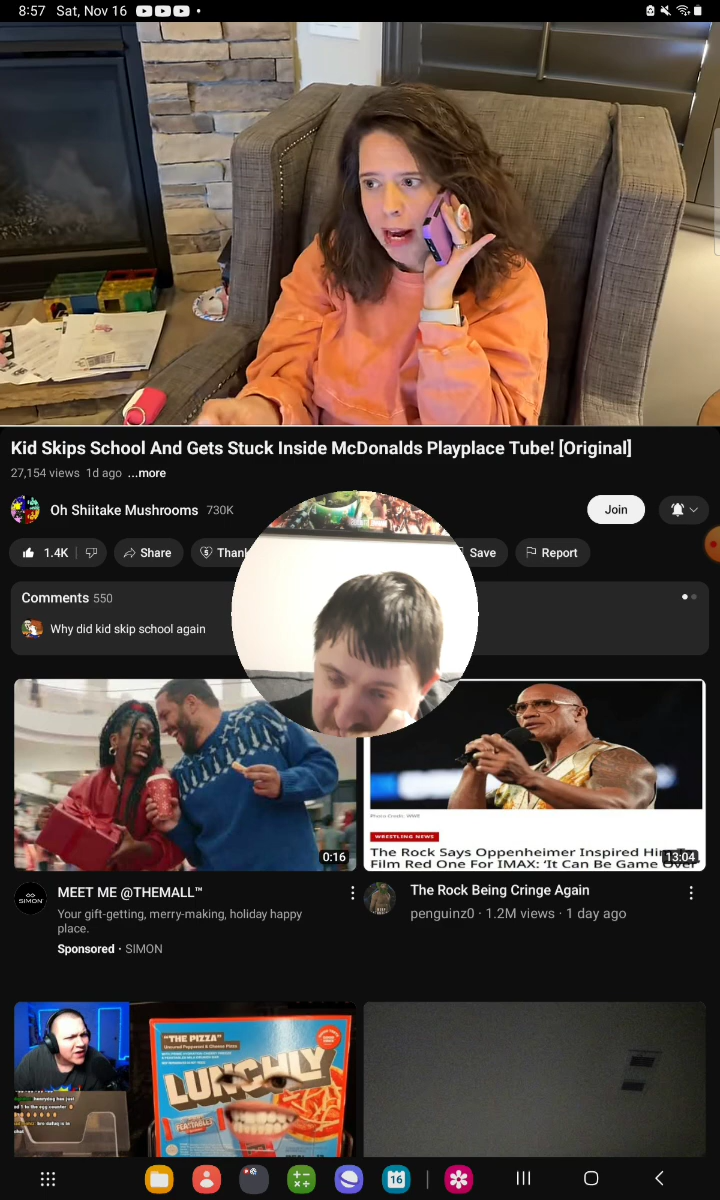 8:57 Sat, Nov 16
Kid Skips School And Gets Stuck Inside McDonalds Playplace Tube! [Original]
27,154 views 1d ago ...more
Oh Shiitake Mushrooms 730K
Join
1.4K Share Save Report
Comments 550
Why did kid skip school again
WRESTLING NEWS
The Rock Says Oppenheimer Inspired
Film Red One For IMAX: 'It Can Be Game
0:16
13:04
SIMON
MEET ME @THEMALL™
Your gift-getting, merry-making, holiday happy
place.
Sponsored · SIMON
The Rock Being Cringe Again
penguinz0 · 1.2M views · 1 day ago
"THE PIZZA"
LUNCHLY
FEASTABLES
16